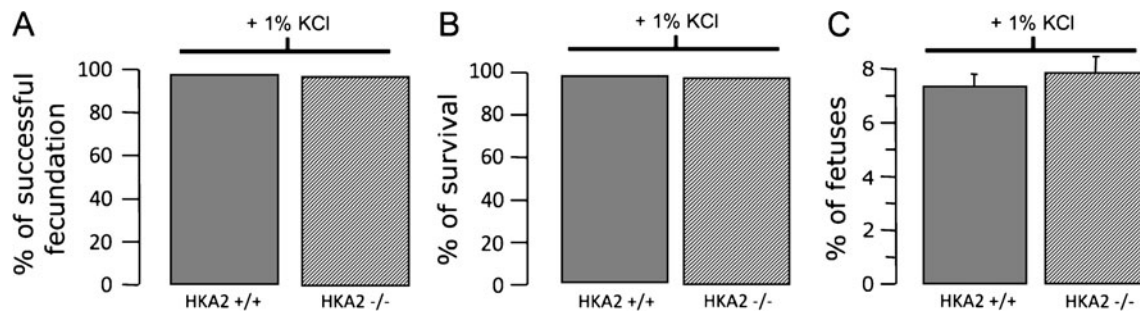 A
+ 1% KCl
% of successful
fecundation
100
80
60
40
20
0
HKA2 +/+
HKA2 -/-
B
+ 1% KCl
% of survival
100
80
60
40
20
0
HKA2 +/+
HKA2 -/-
C
+ 1% KCl
% of fetuses
8
6
4
2
0
HKA2 +/+
HKA2 -/-